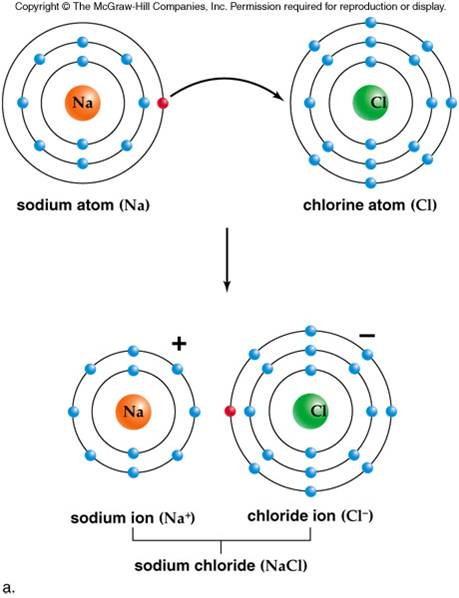 Copyright © The McGraw-Hill Companies, Inc. Permission required for reproduction or display.
Na
Cl
sodium atom (Na)
chlorine atom (Cl)
+
–
Na
Cl
sodium ion (Na⁺)
chloride ion (Cl⁻)
sodium chloride (NaCl)
a.